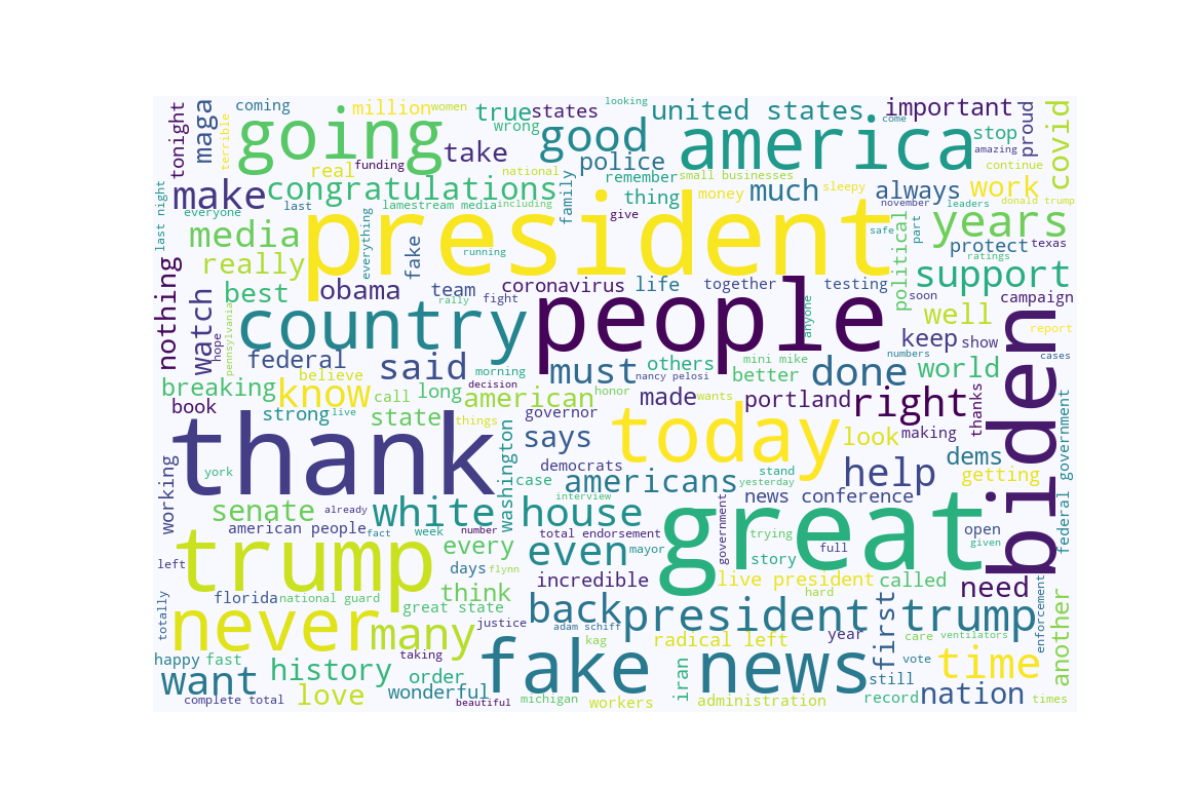 tonight
maga
coming
terrible
going
million
women
true
states
looking
wrong
united states
important
come
proud
covid
good
america
stop
amazing
take
real
funding
national
police
remember
small businesses
continue
make
congratulations
family
thing
money
much
sleepy
always
work
last night
everyone
last
lamestream media
including
give
november
leaders
donald trump
media
president
safe
political
part
years
everything
fake
running
protect
texas
really
ratings
support
nothing
watch
best
obama
team
coronavirus
life
together
testing
soon
campaign
rally
fight
pennsylvania
hope
country
people
anyone
well
report
biden
federal
said
morning
must
others
mini mike
numbers
keep
show
cases
breaking
believe
nancy pelosi
better
done
world
know
call
long
decision
american
honor
made
wants
portland
right
thanks
book
strong
live
state
things
governor
thank
today
says
look
making
washington
working
york
democrats
case
americans
stand
yesterday
help
dems
getting
federal government
interview
news conference
senate
already
white house
great
american people
fact
week
number
total endorsement
government
trying
open
given
trump
every
even
mayor
story
full
left
days
flynn
incredible
live president
called
need
hard
enforcement
totally
florida
national guard
think
great state
back
president trump
first
another
never
many
justice
adam schiff
kag
radical left
year
care
ventilators
happy
fast
taking
fake news
vote
time
want
history
order
iran
still
complete total
love
wonderful
beautiful
michigan
workers
administration
record
nation
times